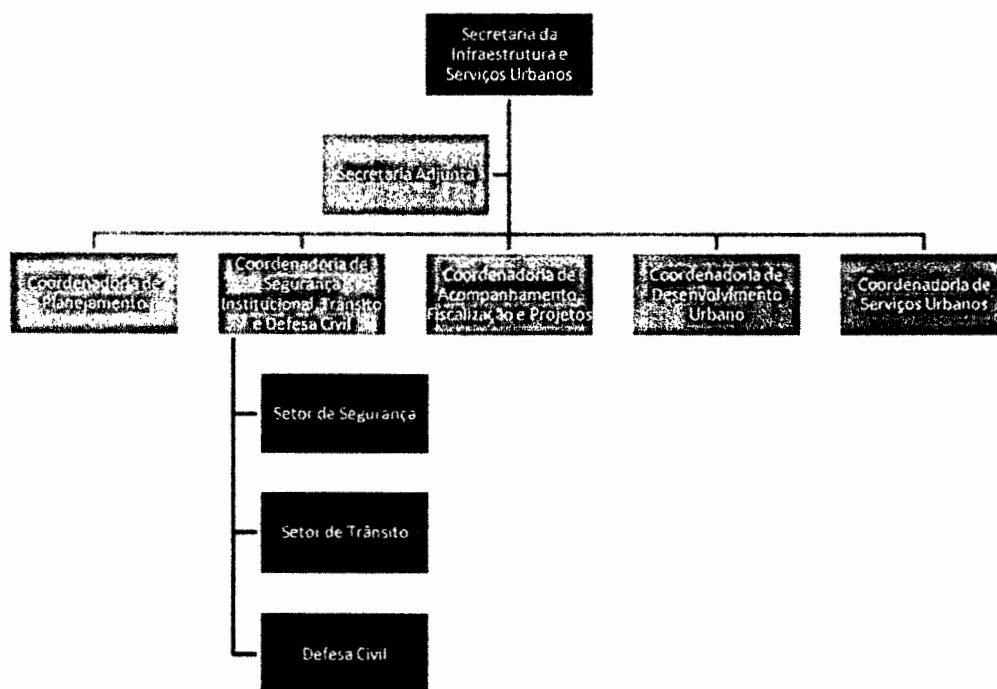 Secretaria da
Infraestrutura e
Serviços Urbanos
Secretaria Adjunta
Coordenadoria de
Planejamento
Coordenadoria de
Segurança
Institucional, Trânsito
e Defesa Civil
Coordenadoria de
Acompanhamento,
Fiscalização e Projetos
Coordenadoria de
Desenvolvimento
Urbano
Coordenadoria de
Serviços Urbanos
Setor de Segurança
Setor de Trânsito
Defesa Civil